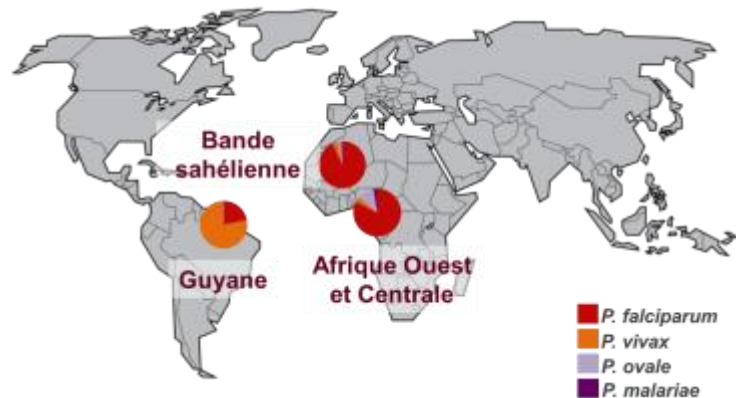 Bande
sahélienne
Guyane
Afrique Ouest
et Centrale
P. falciparum
P. vivax
P. ovale
P. malariae